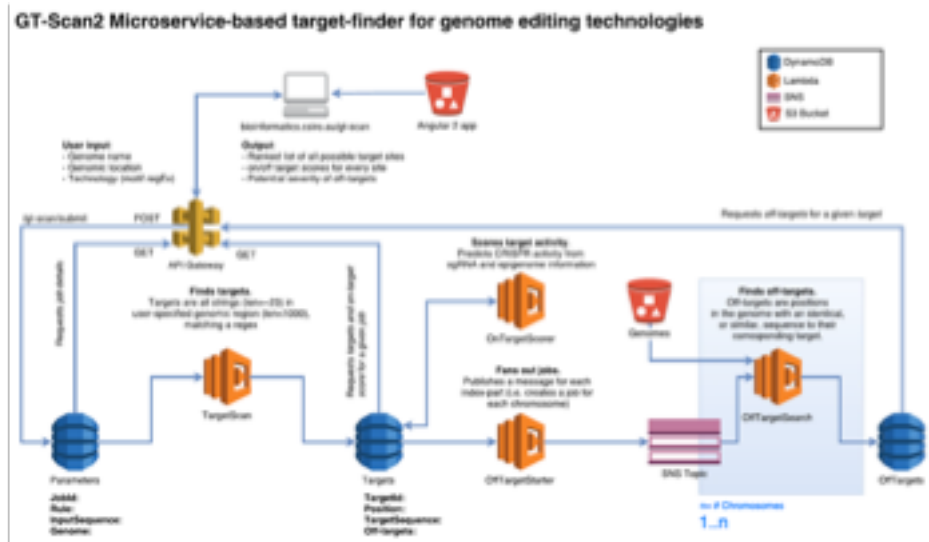 GT-Scan2 Microservice-based target-finder for genome editing technologies
DynamoDB
Lambda
SNS
S3 Bucket
Angular 2 app
User input
- Genome name
- Genomic location
- Technology (motif regEx)
Output
- Ranked list of all possible target sites
- on/off target scores for every site
- Potential severity of off-targets
POST
Requests off-targets for a given target
GET
GET
API Gateway
Requests job details
Requests targets and on-target
score for a given job
Finds targets.
Targets are all strings in
user-specified genomic region
matching a regex
Scores target activity.
Predicts CRISPR activity from
sgRNA and epigenome information
OnTargetScorer
Genomes
Finds off-targets.
Off-targets are positions
in the genome with an identical,
or similar, sequence to their
corresponding target.
TargetScan
Fans out jobs.
Publishes a message for each
index-part (i.e. creates a job for
each chromosome)
OffTargetSearch
Parameters
Targets
OffTargetStarter
SNS Topic
OffTargets
JobId:
Rule:
InputSequence:
Genome:
TargetId:
Position:
TargetSequence:
Off-targets:
# Chromosomes
1..n